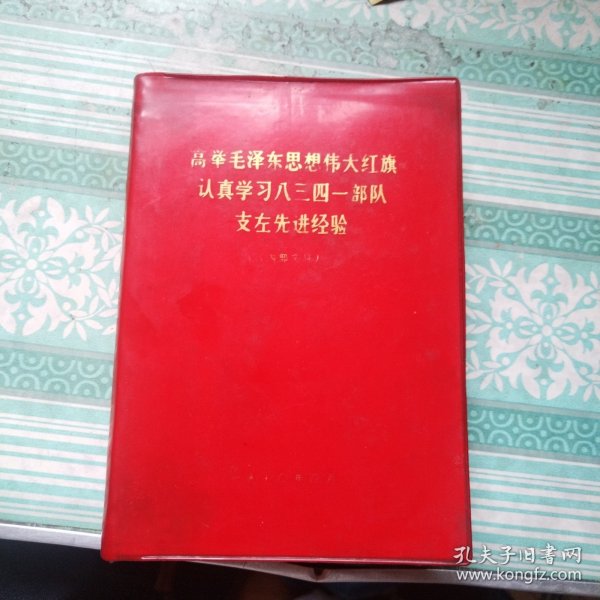 高举毛泽东思想伟大红旗
认真学习八三四一部队
支左先进经验
孔夫子旧书网
www.kongfz.com